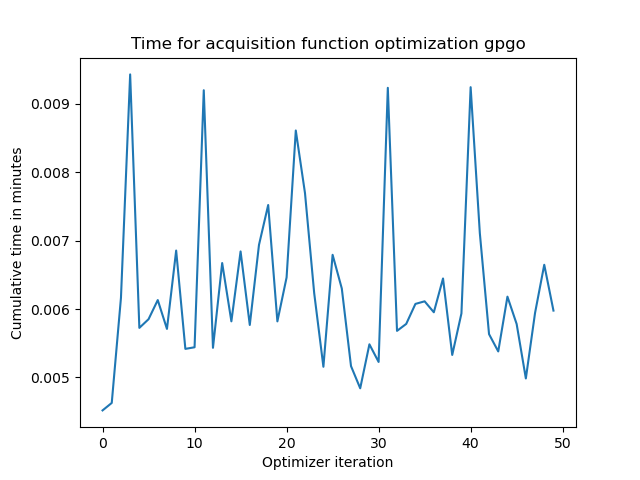 Time for acquisition function optimization gpgo
Cumulative time in minutes
0.009
0.008
0.007
0.006
0.005
0 10 20 30 40 50
Optimizer iteration